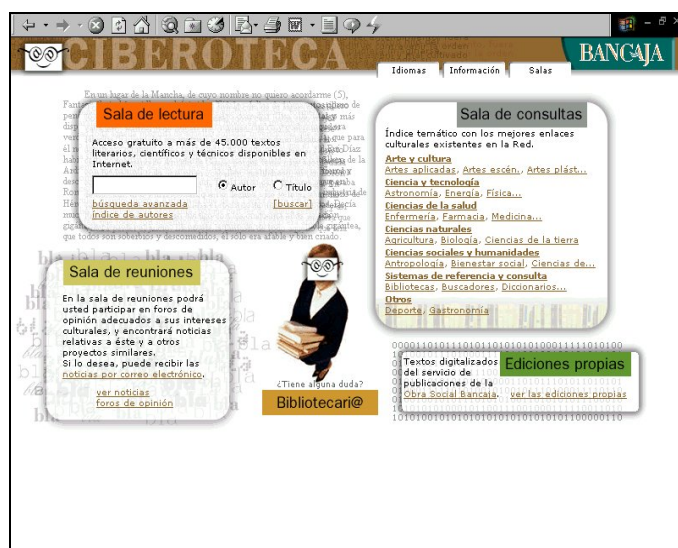 CIBEROTECA
BANCAJA
Idiomas
Información
Salas
En un lugar de la Mancha, de cuyo nombre no quiero acordarme (5),
Sala de lectura
Acceso gratuito a más de 45.000 textos
literarios, científicos y técnicos disponibles en
Internet.
Autor
Título
búsqueda avanzada
[buscar]
índice de autores
que todos son soberbios y descomedidos, él solo era afable y bien criado.
Sala de consultas
Índice temático con los mejores enlaces
culturales existentes en la Red.
Arte y cultura
Artes aplicadas, Artes escén., Artes plást...
Ciencia y tecnología
Astronomía, Energía, Física...
Ciencias de la salud
Enfermería, Farmacia, Medicina...
Ciencias naturales
Agricultura, Biología, Ciencias de la tierra
Ciencias sociales y humanidades
Antropología, Bienestar social, Ciencias de...
Sistemas de referencia y consulta
Bibliotecas, Buscadores, Diccionarios...
Otros
Deporte, Gastronomía
Sala de reuniones
En la sala de reuniones podrá
usted participar en foros de
opinión adecuados a sus intereses
culturales, y encontrará noticias
relativas a éste y a otros
proyectos similares.
Si lo desea, puede recibir las
noticias por correo electrónico.
ver noticias
foros de opinión
¿Tiene alguna duda?
Bibliotecari@
Textos digitalizados
del servicio de
publicaciones de la
Obra Social Bancaja.
Ediciones propias
ver las ediciones propias